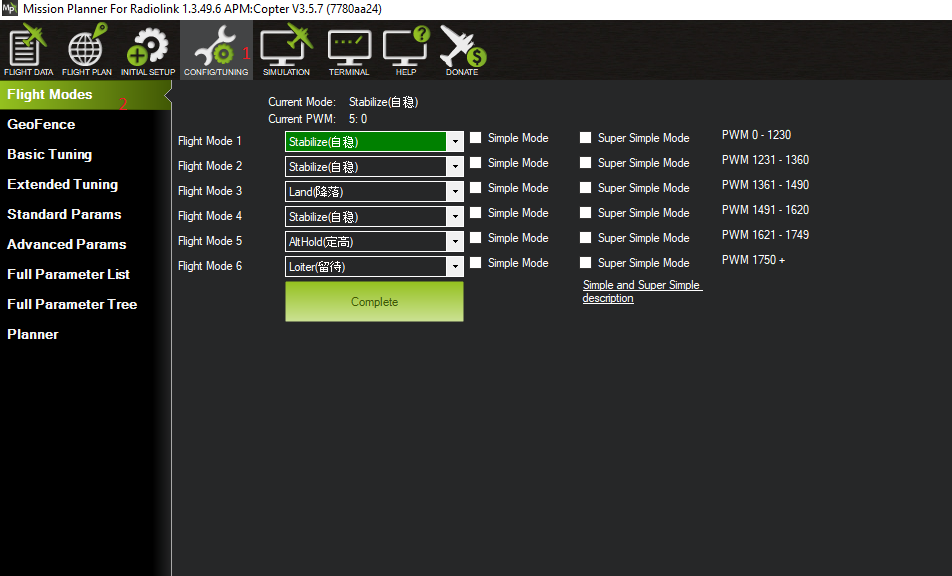 Mission Planner For Radiolink 1.3.49.6 APM:Copter V3.5.7 (7780aa24)
FLIGHT DATA FLIGHT PLAN INITIAL SETUP CONFIG/TUNING 1 SIMULATION TERMINAL HELP DONATE
Flight Modes 2
GeoFence
Basic Tuning
Extended Tuning
Standard Params
Advanced Params
Full Parameter List
Full Parameter Tree
Planner
Current Mode: Stabilize(自稳)
Current PWM: 5: 0
Flight Mode 1 Stabilize(自稳) Simple Mode Super Simple Mode PWM 0 - 1230
Flight Mode 2 Stabilize(自稳) Simple Mode Super Simple Mode PWM 1231 - 1360
Flight Mode 3 Land(降落) Simple Mode Super Simple Mode PWM 1361 - 1490
Flight Mode 4 Stabilize(自稳) Simple Mode Super Simple Mode PWM 1491 - 1620
Flight Mode 5 AltHold(定高) Simple Mode Super Simple Mode PWM 1621 - 1749
Flight Mode 6 Loiter(留待) Simple Mode Super Simple Mode PWM 1750 +
Complete
Simple and Super Simple
description